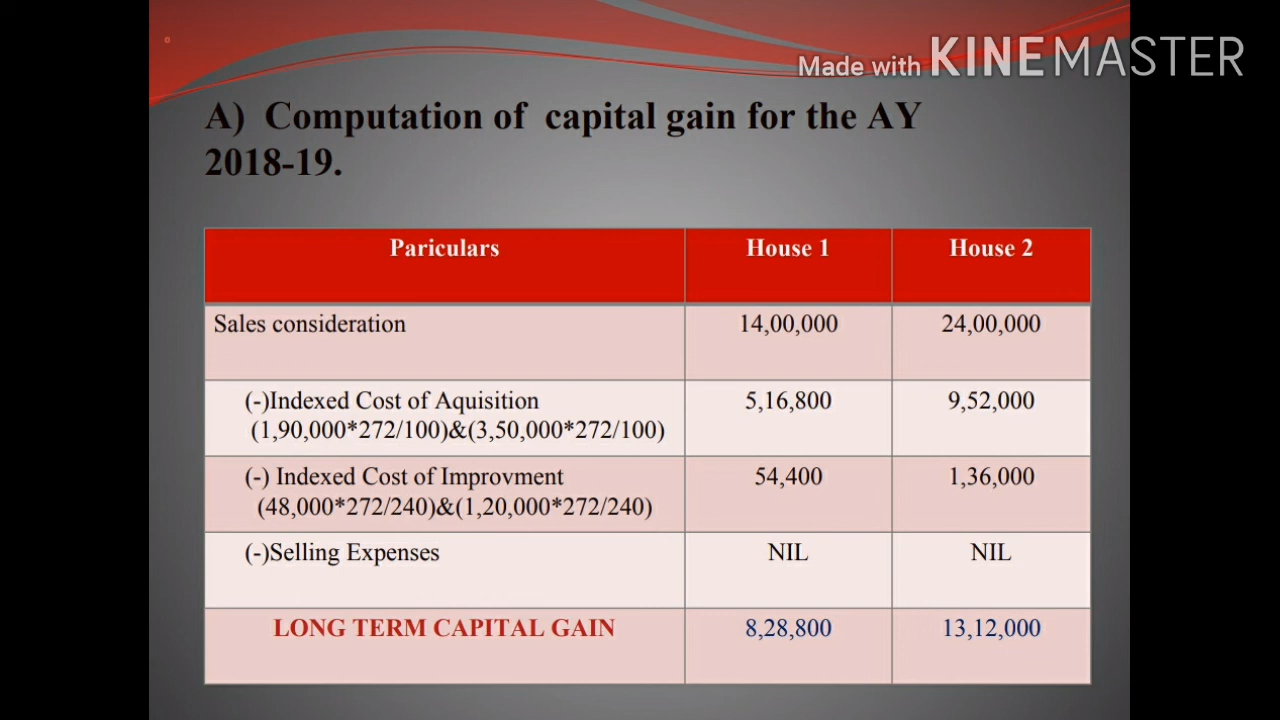 Made with KINEMASTER
A) Computation of capital gain for the AY
2018-19.
Pariculars House 1 House 2
Sales consideration 14,00,000 24,00,000
(-)Indexed Cost of Aquisition 5,16,800 9,52,000
(1,90,000*272/100)&(3,50,000*272/100)
(-) Indexed Cost of Improvment 54,400 1,36,000
(48,000*272/240)&(1,20,000*272/240)
(-)Selling Expenses NIL NIL
LONG TERM CAPITAL GAIN 8,28,800 13,12,000